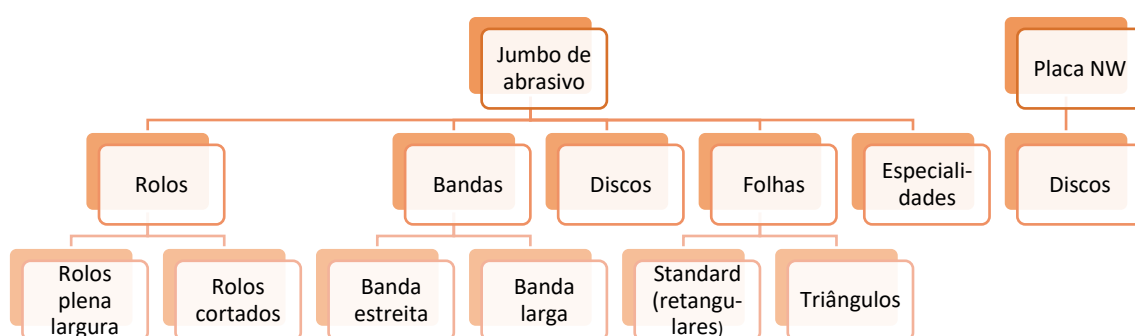 Jumbo de
abrasivo
Placa NW
Rolos
Bandas
Discos
Folhas
Especiali-
dades
Discos
Rolos
plena
largura
Rolos
cortados
Banda
estreita
Banda
larga
Standard
(retangu-
lares)
Triângulos